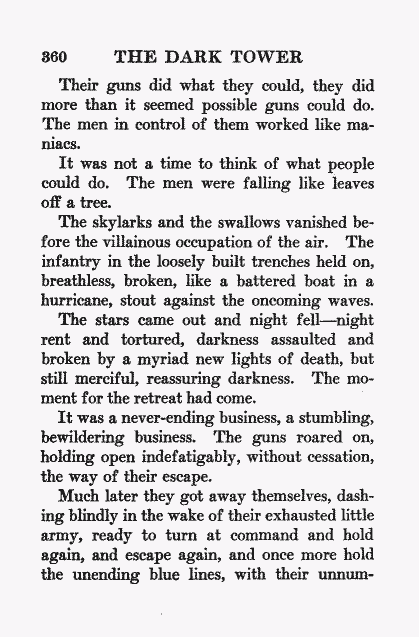 360 THE DARK TOWER
Their guns did what they could, they did
more than it seemed possible guns could do.
The men in control of them worked like ma-
niacs.
It was not a time to think of what people
could do. The men were falling like leaves
off a tree.
The skylarks and the swallows vanished be-
fore the villainous occupation of the air. The
infantry in the loosely built trenches held on,
breathless, broken, like a battered boat in a
hurricane, stout against the oncoming waves.
The stars came out and night fell—night
rent and tortured, darkness assaulted and
broken by a myriad new lights of death, but
still merciful, reassuring darkness. The mo-
ment for the retreat had come.
It was a never-ending business, a stumbling,
bewildering business. The guns roared on,
holding open indefatigably, without cessation,
the way of their escape.
Much later they got away themselves, dash-
ing blindly in the wake of their exhausted little
army, ready to turn at command and hold
again, and escape again, and once more hold
the unending blue lines, with their unnum-